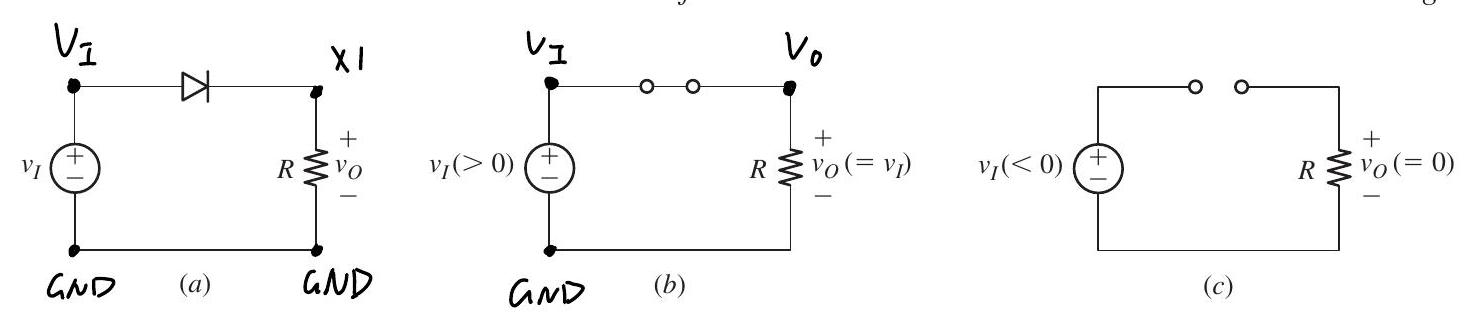 V_I
X1
v_I
+
−
R
+
v_O
−
GND
GND
(a)
V_I
V_o
v_I(> 0)
+
−
R
+
v_O (= v_I)
−
GND
(b)
v_I(< 0)
+
−
R
+
v_O (= 0)
−
(c)